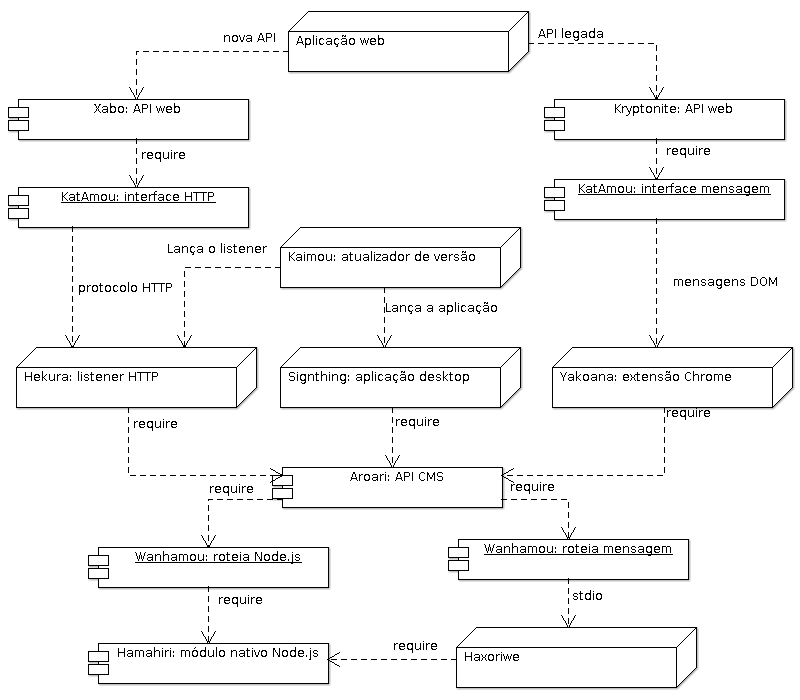 Aplicação web
nova API
API legada
Xabo: API web
Kryptonite: API web
require
require
KatAmou: interface HTTP
KatAmou: interface mensagem
Lança o listener
Kaimou: atualizador de versão
protocolo HTTP
mensagens DOM
Lança a aplicação
Hekura: listener HTTP
Signthing: aplicação desktop
Yakoana: extensão Chrome
require
require
require
Aroari: API CMS
require
require
Wanhamou: roteia Node.js
Wanhamou: roteia mensagem
require
stdio
Hamahiri: módulo nativo Node.js
require
Haxoriwe